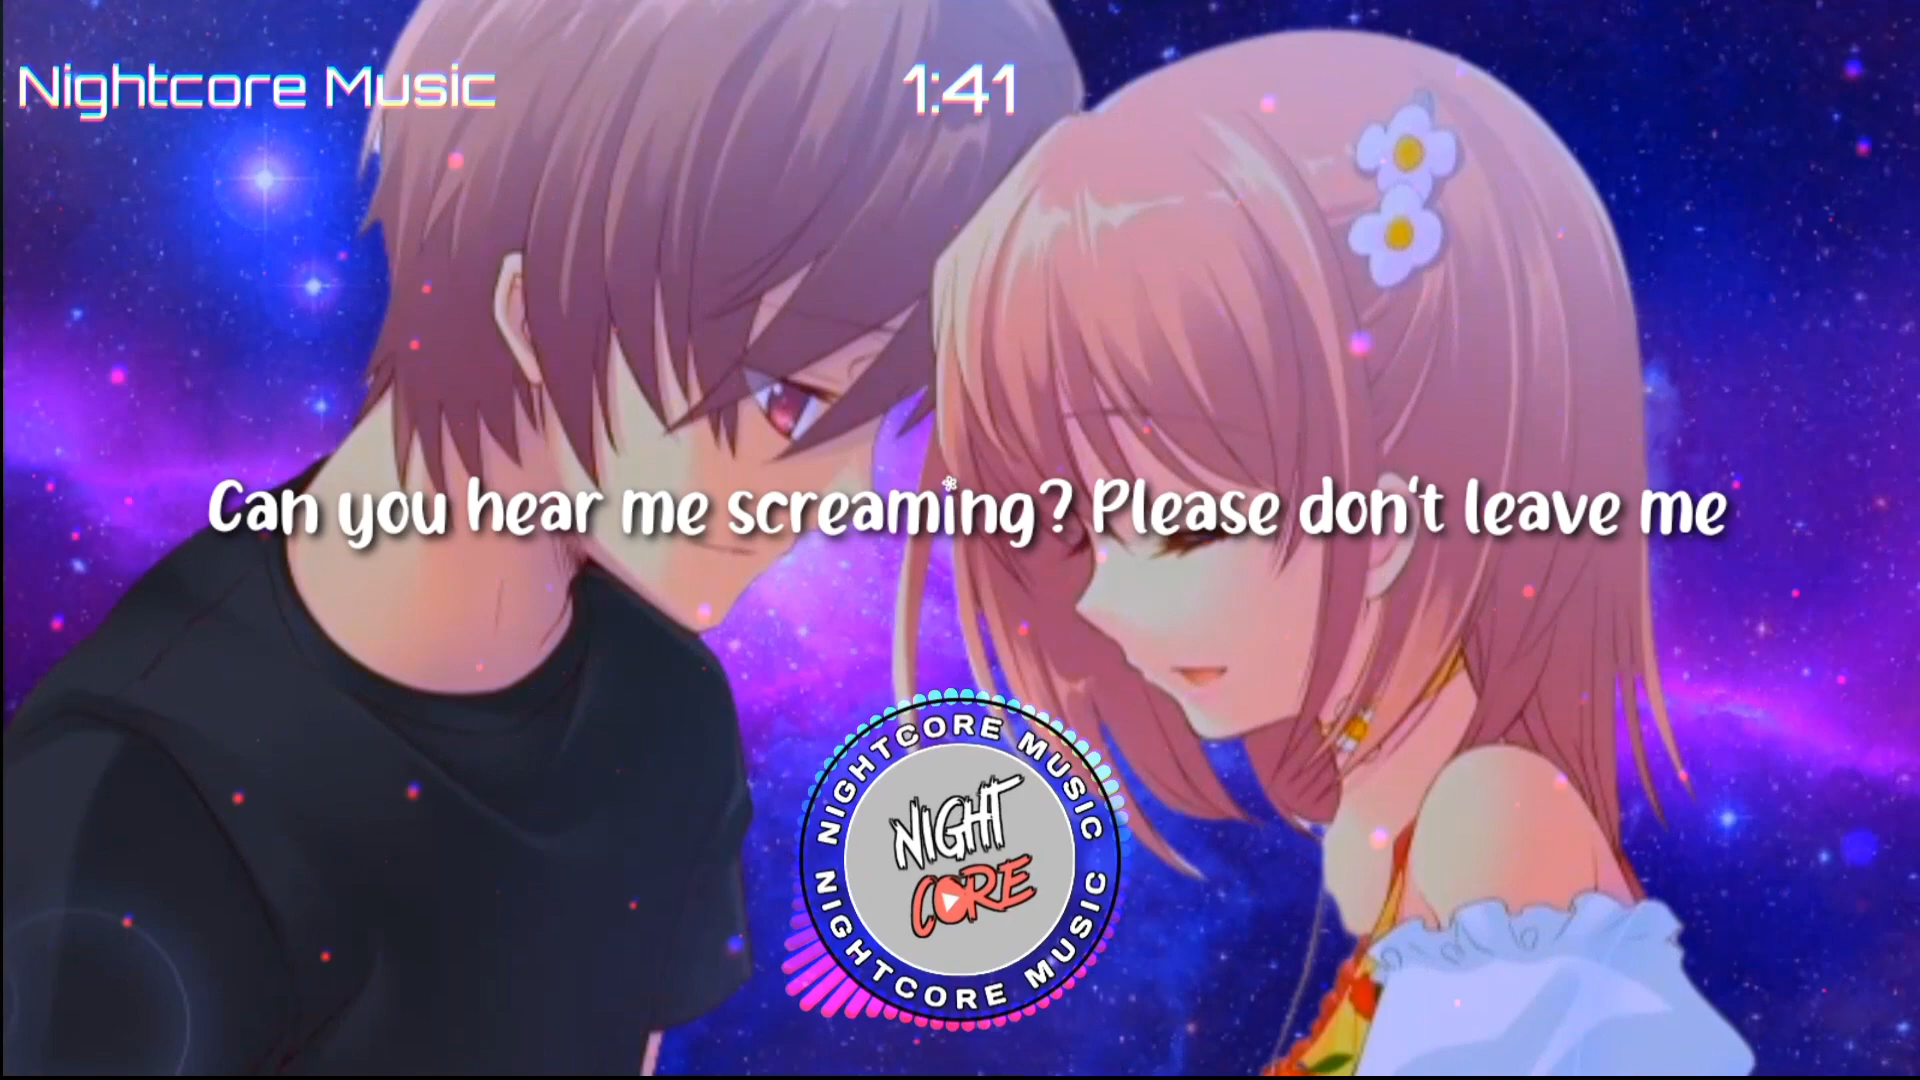 Nightcore Music
1:41
Can you hear me screaming? Please don't leave me
NIGHTCORE MUSIC
NIGHT
CORE
NIGHTCORE MUSIC